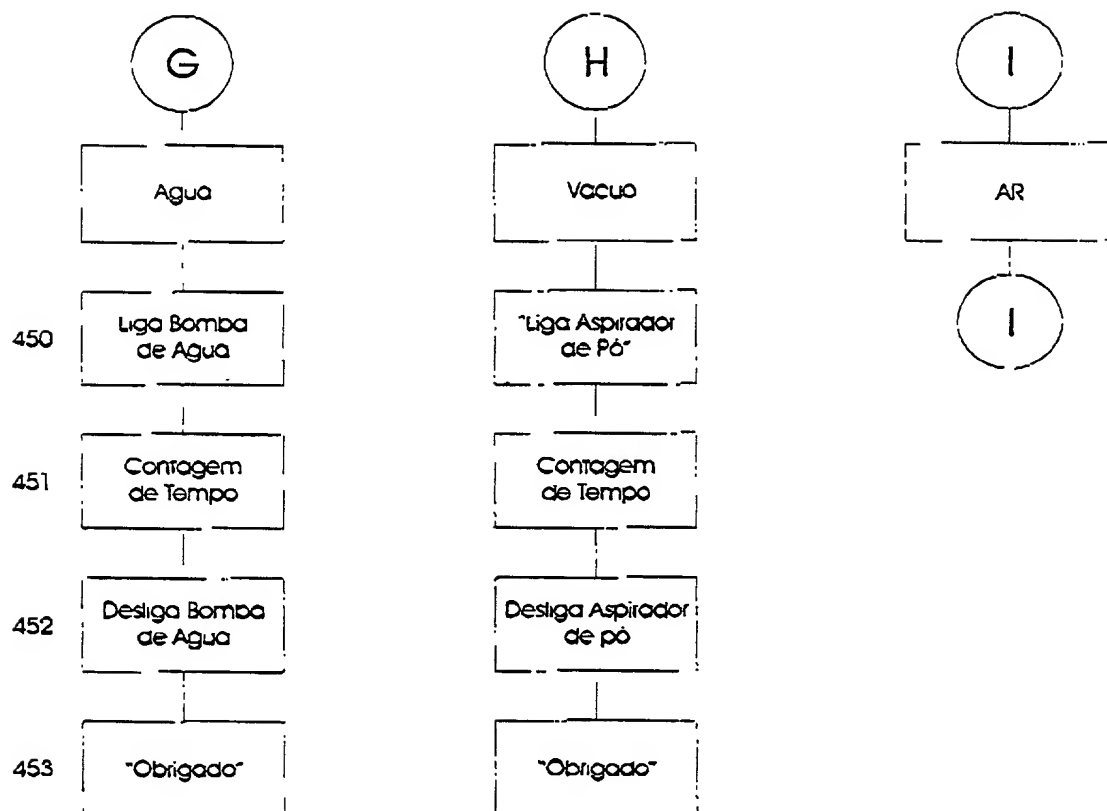 G
Agua
450
Liga Bomba
de Agua
451
Contagem
de Tempo
452
Desliga Bomba
de Agua
453
"Obrigado"
H
Vacuo
"Liga Aspirador
de Pó"
Contagem
de Tempo
Desliga Aspirador
de pó
"Obrigado"
I
AR
I